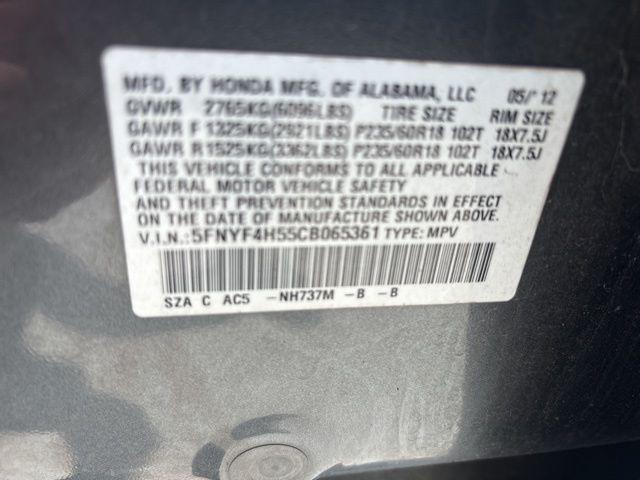 MFD. BY HONDA MFG. OF ALABAMA, LLC 05/'12
GVWR 2765KG(6096LBS) TIRE SIZE RIM SIZE
GAWR F 1325KG(2921LBS) P235/60R18 102T 18X7.5J
GAWR R 1525KG(3362LBS) P235/60R18 102T 18X7.5J
THIS VEHICLE CONFORMS TO ALL APPLICABLE
FEDERAL MOTOR VEHICLE SAFETY
AND THEFT PREVENTION STANDARDS IN EFFECT
ON THE DATE OF MANUFACTURE SHOWN ABOVE.
V.I.N.:5FNYF4H55CB065361 TYPE: MPV
SZA C AC5 -NH737M -B -B